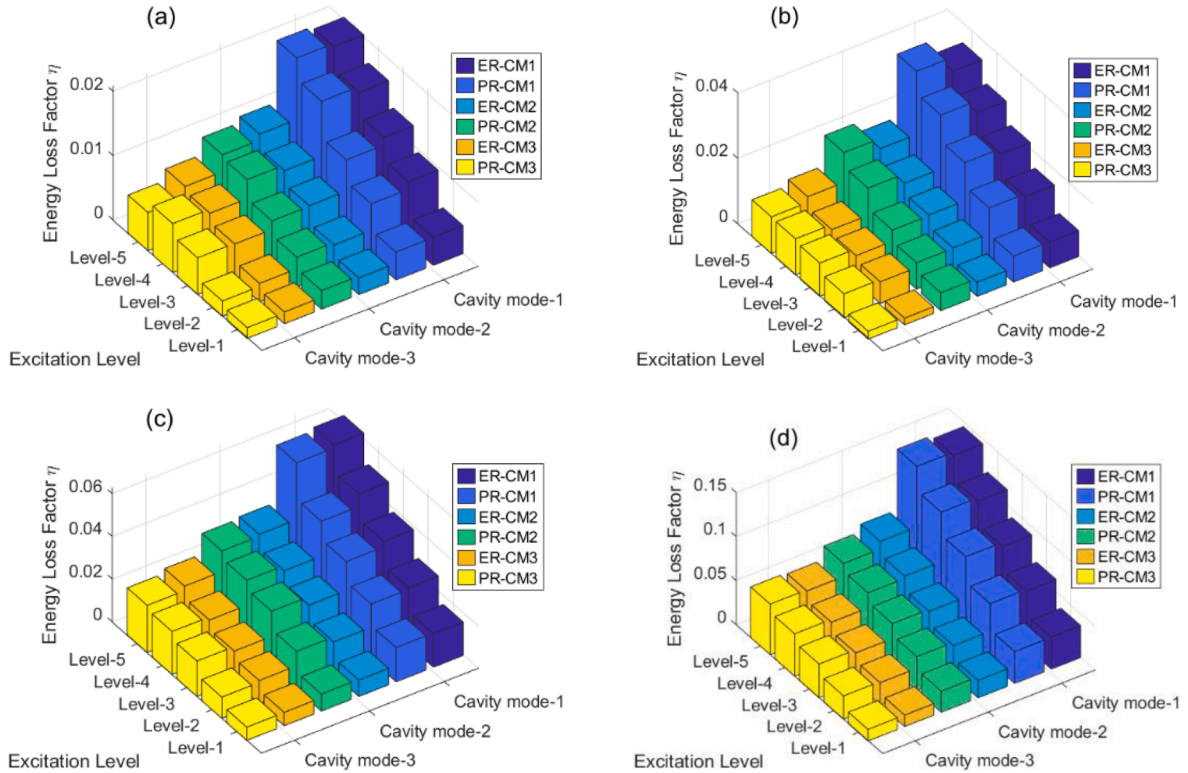 (a)
Energy Loss Factor η
0.02
0.01
0
Level-5
Level-4
Level-3
Level-2
Level-1
Excitation Level
Cavity mode-1
Cavity mode-2
Cavity mode-3
ER-CM1
PR-CM1
ER-CM2
PR-CM2
ER-CM3
PR-CM3
(b)
Energy Loss Factor η
0.04
0.02
0
Level-5
Level-4
Level-3
Level-2
Level-1
Excitation Level
Cavity mode-1
Cavity mode-2
Cavity mode-3
ER-CM1
PR-CM1
ER-CM2
PR-CM2
ER-CM3
PR-CM3
(c)
Energy Loss Factor η
0.06
0.04
0.02
0
Level-5
Level-4
Level-3
Level-2
Level-1
Excitation Level
Cavity mode-1
Cavity mode-2
Cavity mode-3
ER-CM1
PR-CM1
ER-CM2
PR-CM2
ER-CM3
PR-CM3
(d)
Energy Loss Factor η
0.15
0.1
0.05
0
Level-5
Level-4
Level-3
Level-2
Level-1
Excitation Level
Cavity mode-1
Cavity mode-2
Cavity mode-3
ER-CM1
PR-CM1
ER-CM2
PR-CM2
ER-CM3
PR-CM3